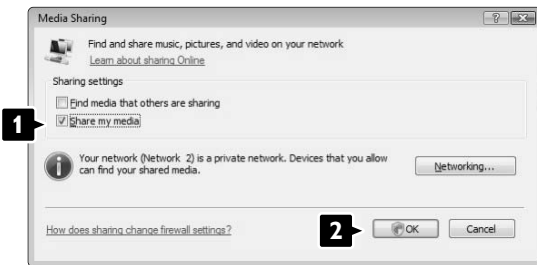 Media Sharing
Find and share music, pictures, and video on your network
Learn about sharing Online
Sharing settings
Find media that others are sharing
1
Share my media
Your network (Network 2) is a private network. Devices that you allow
can find your shared media.
Networking...
How does sharing change firewall settings?
2
OK
Cancel